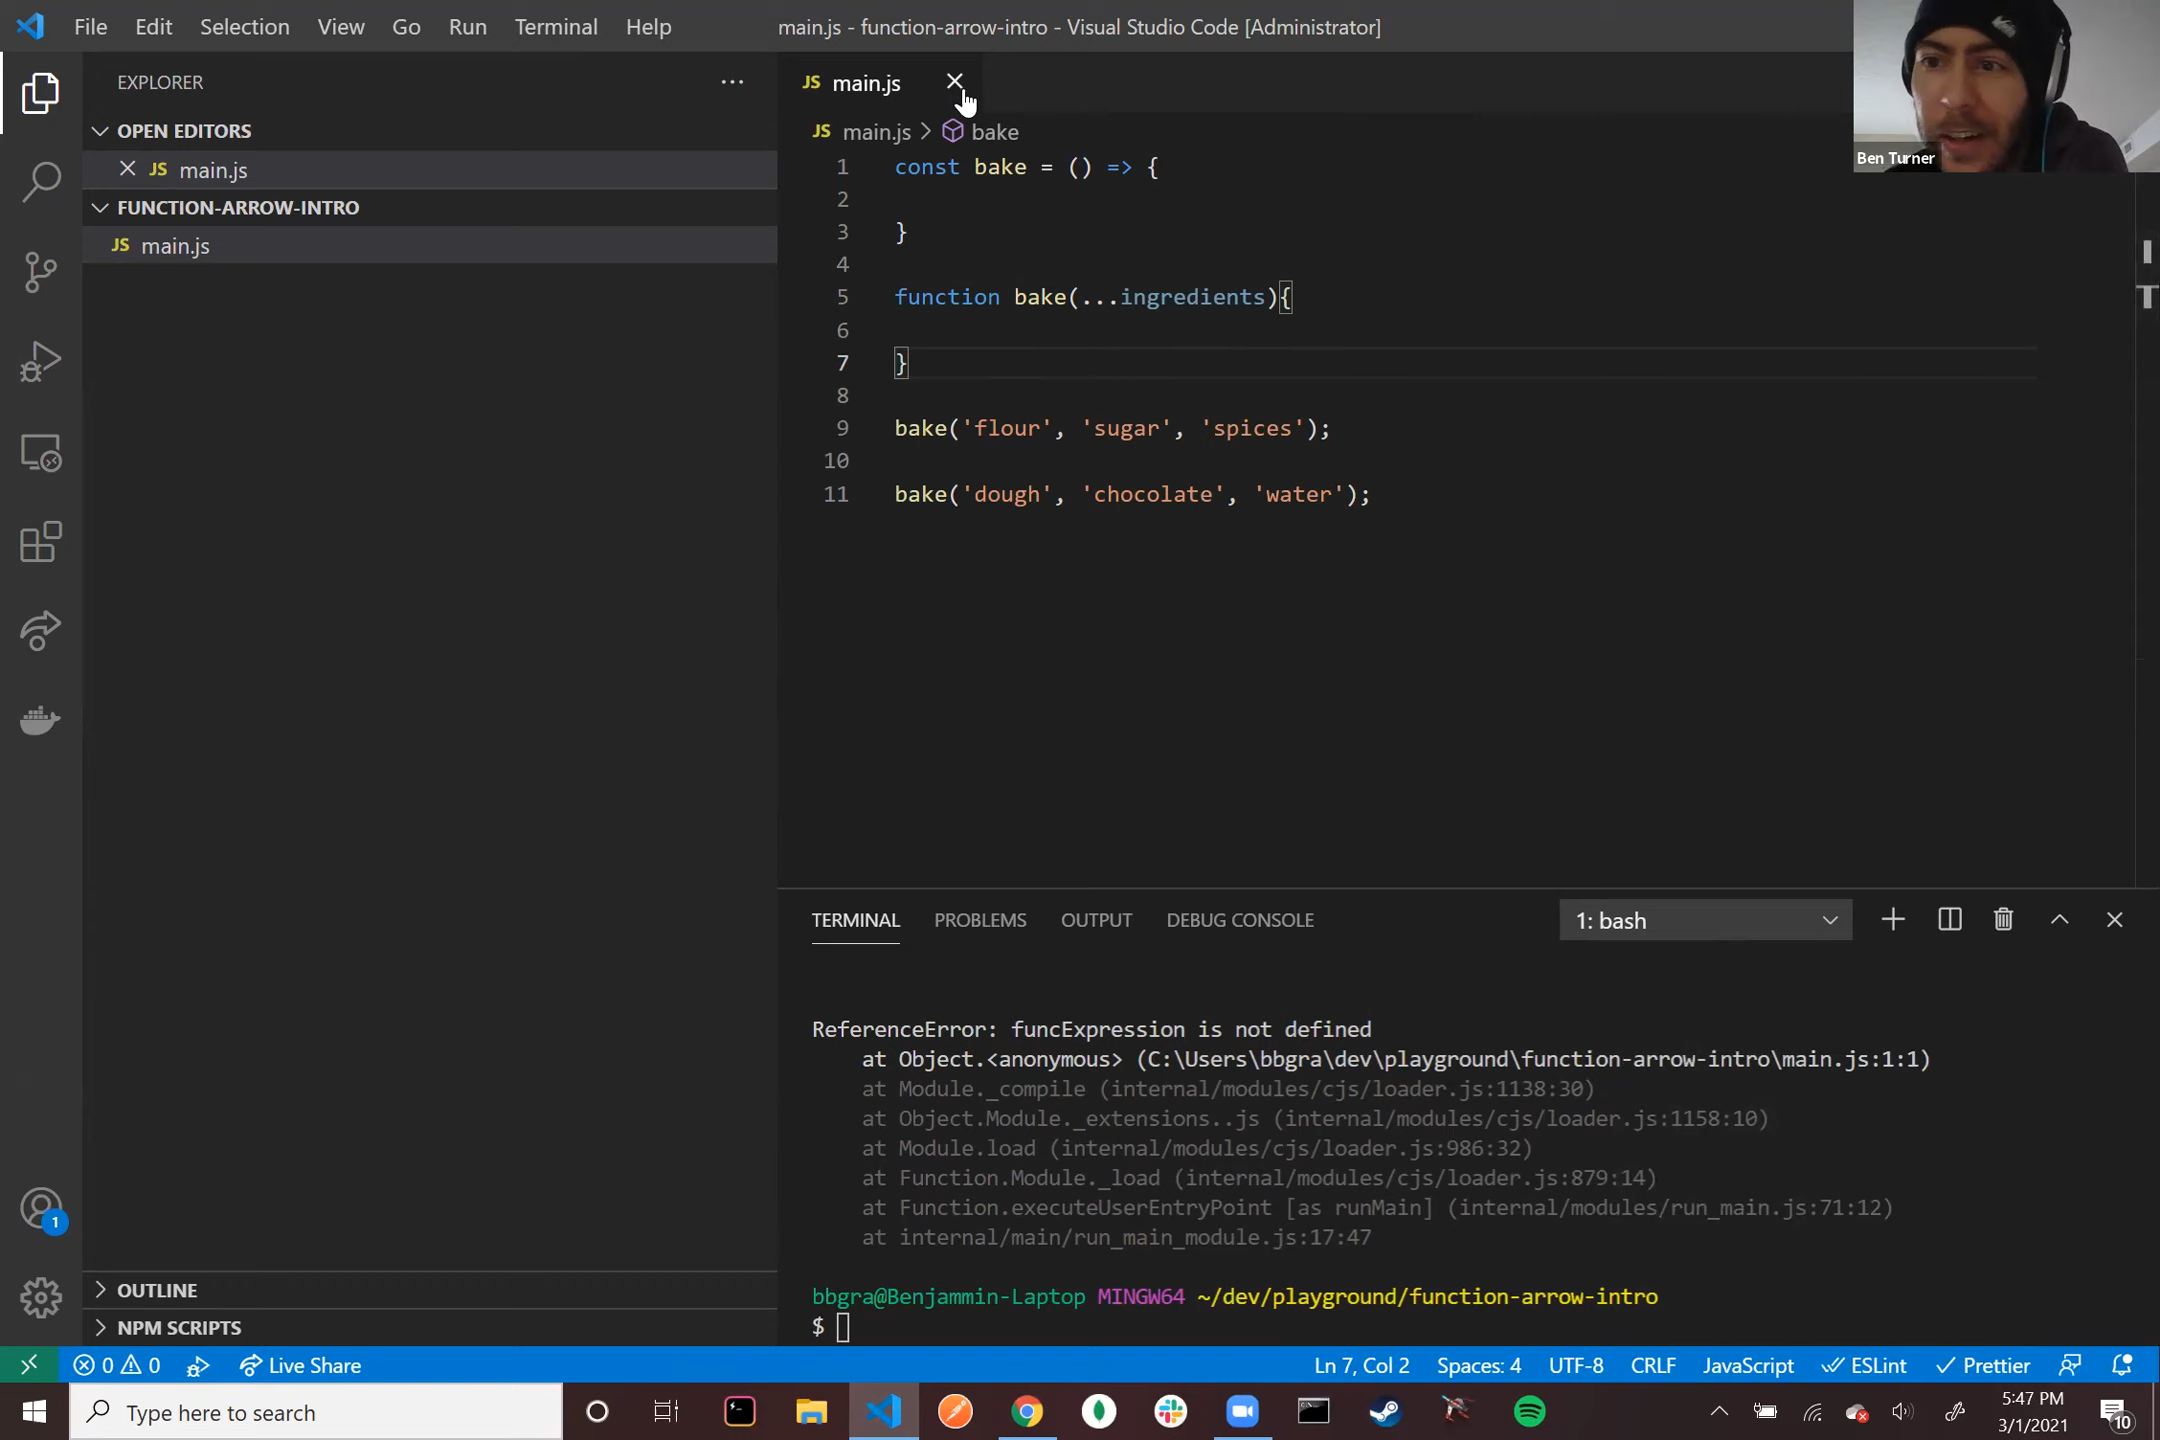 File Edit Selection View Go Run Terminal Help
main.js - function-arrow-intro - Visual Studio Code [Administrator]
Ben Turner
EXPLORER
OPEN EDITORS
JS main.js
FUNCTION-ARROW-INTRO
JS main.js
OUTLINE
NPM SCRIPTS
JS main.js
JS main.js > bake
1 const bake = () => {
2
3 }
4
5 function bake(...ingredients){
6
7 }
8
9 bake('flour', 'sugar', 'spices');
10
11 bake('dough', 'chocolate', 'water');
TERMINAL PROBLEMS OUTPUT DEBUG CONSOLE 1: bash
ReferenceError: funcExpression is not defined
at Object.<anonymous> (C:\Users\bbgra\dev\playground\function-arrow-intro\main.js:1:1)
at Module._compile (internal/modules/cjs/loader.js:1138:30)
at Object.Module._extensions..js (internal/modules/cjs/loader.js:1158:10)
at Module.load (internal/modules/cjs/loader.js:986:32)
at Function.Module._load (internal/modules/cjs/loader.js:879:14)
at Function.executeUserEntryPoint [as runMain] (internal/modules/run_main.js:71:12)
at internal/main/run_main_module.js:17:47
bbgra@Benjammin-Laptop MINGW64 ~/dev/playground/function-arrow-intro
$
1
0 0 Live Share Ln 7, Col 2 Spaces: 4 UTF-8 CRLF JavaScript ESLint Prettier
Type here to search
5:47 PM
3/1/2021
10